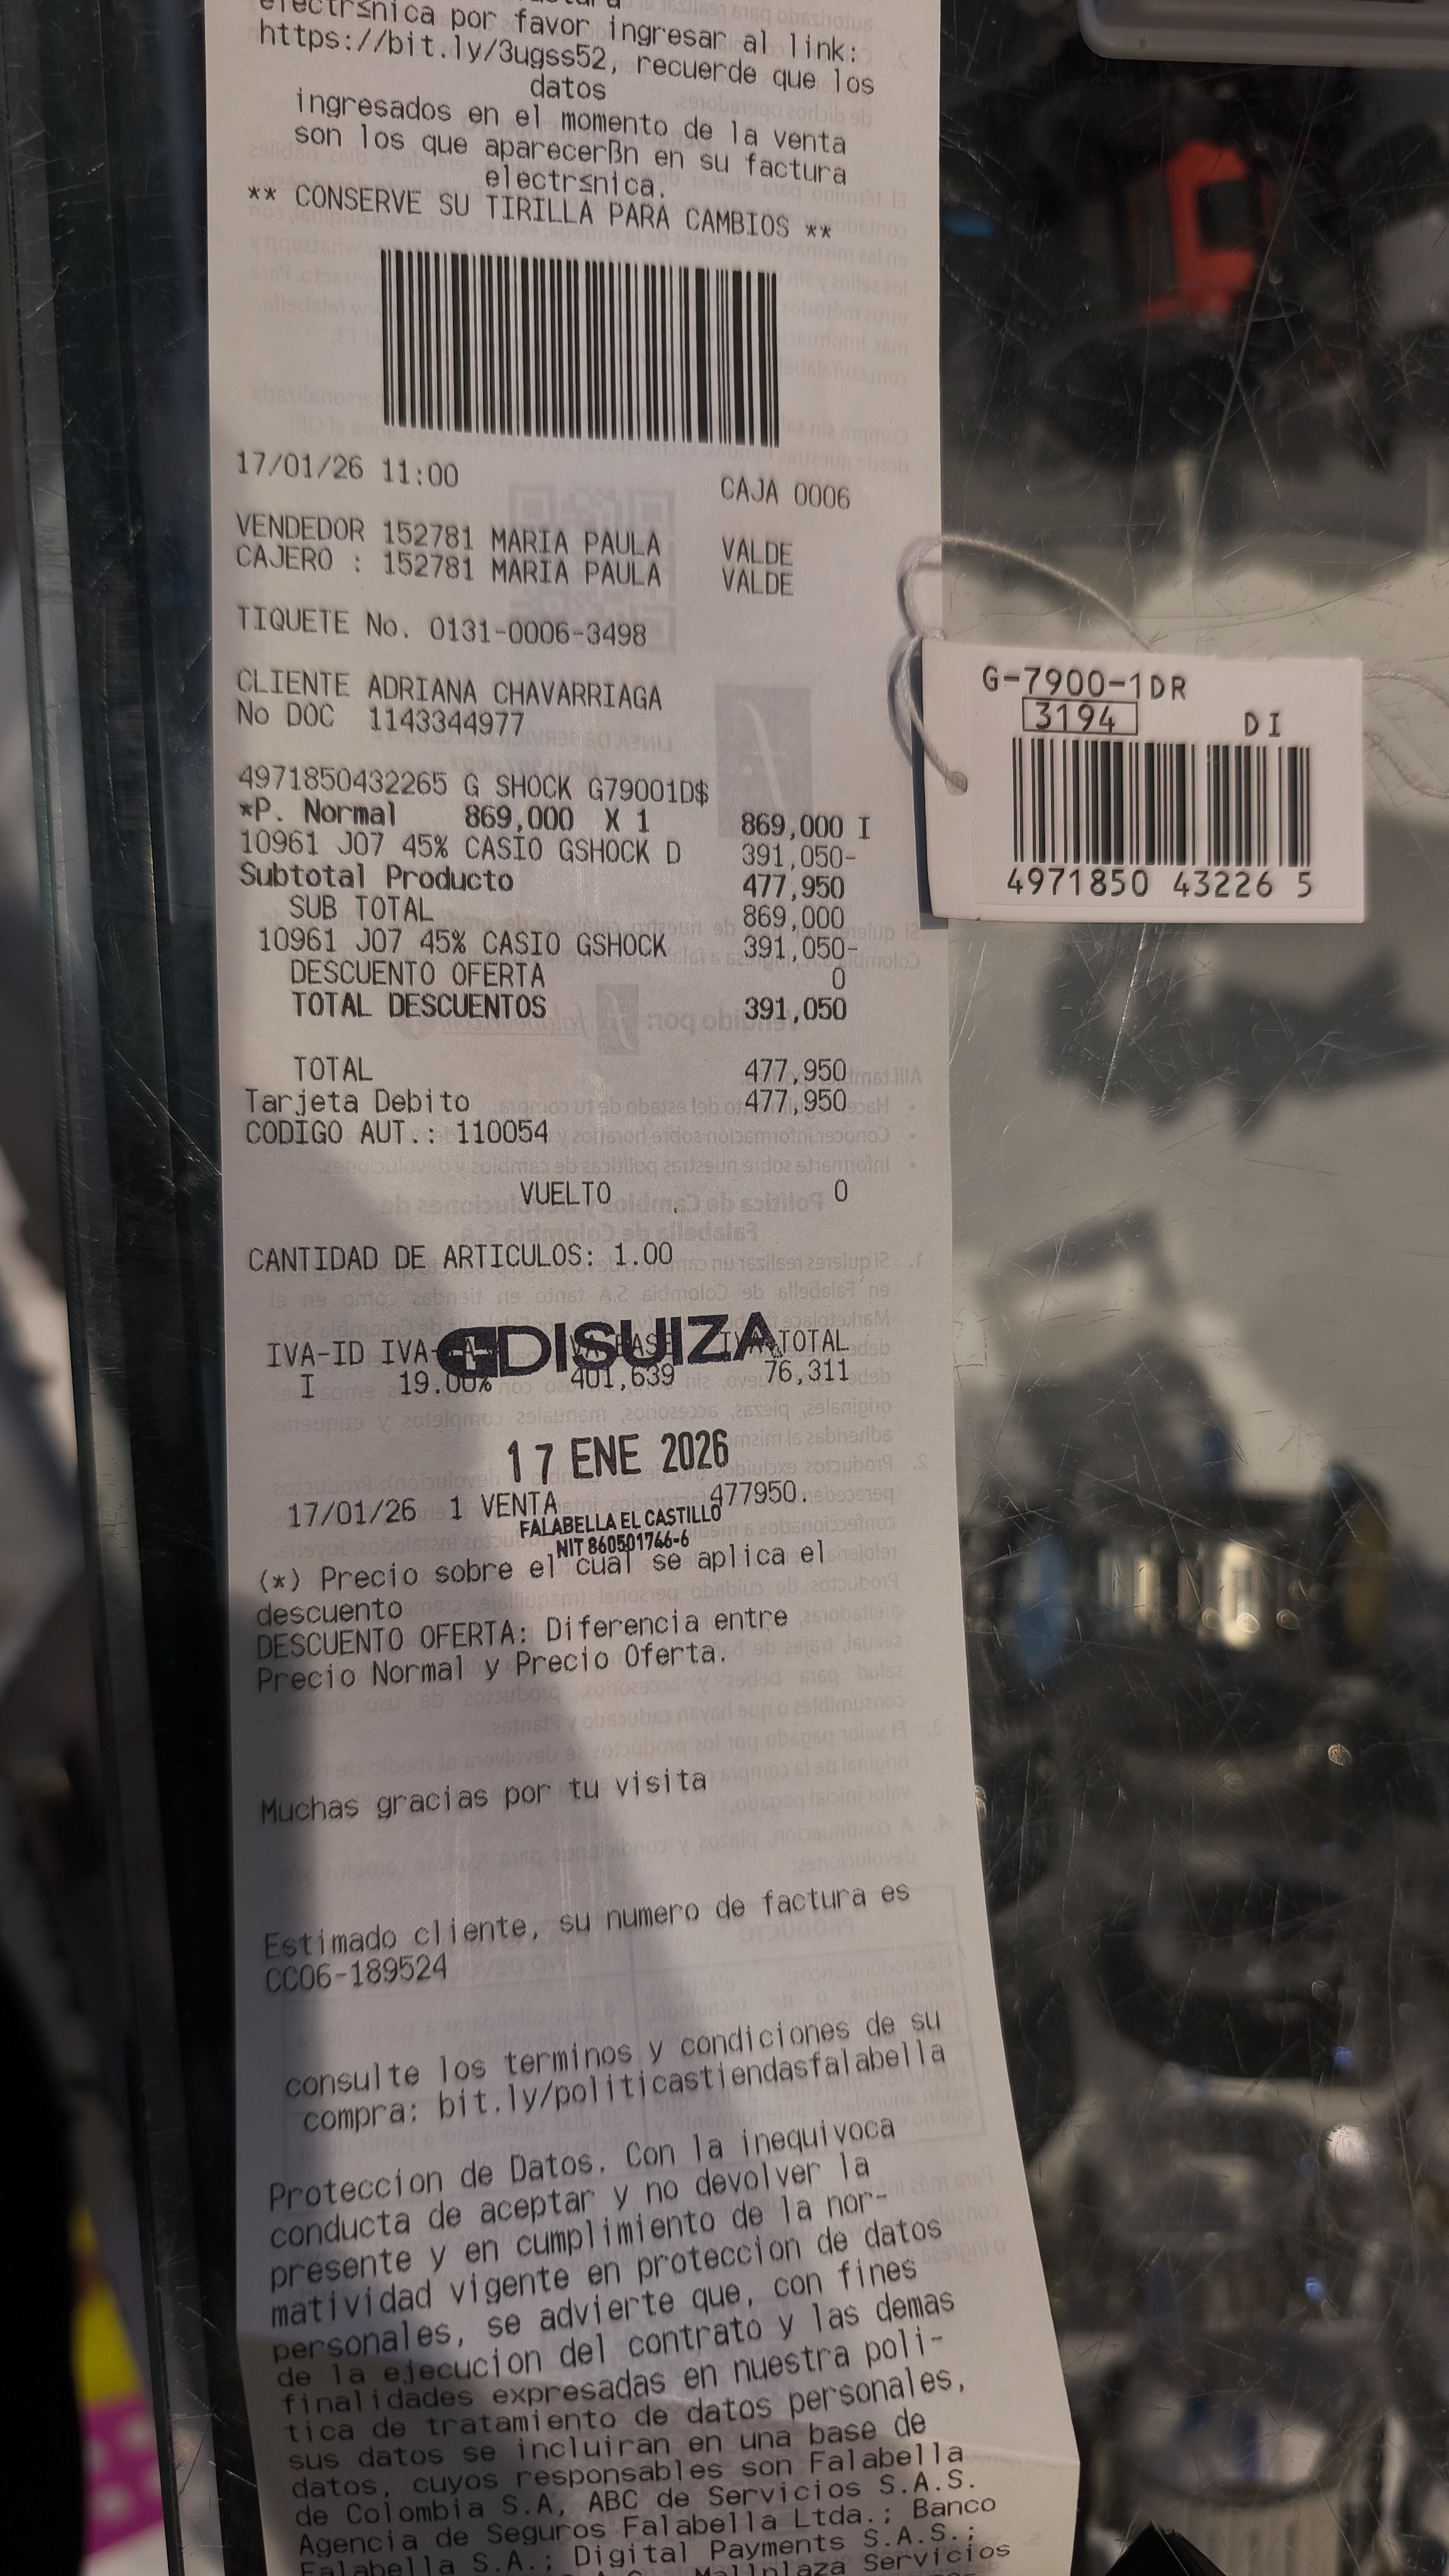 electr≤nica por favor ingresar al link:
https://bit.ly/3ugss52, recuerde que los
datos
ingresados en el momento de la venta
son los que aparecerßn en su factura
electr≤nica.
** CONSERVE SU TIRILLA PARA CAMBIOS **
17/01/26 11:00 CAJA 0006
VENDEDOR 152781 MARIA PAULA VALDE
CAJERO : 152781 MARIA PAULA VALDE
TIQUETE No. 0131-0006-3498
CLIENTE ADRIANA CHAVARRIAGA
No DOC 1143344977
4971850432265 G SHOCK G79001D$
*P. Normal 869,000 X 1 869,000 I
10961 J07 45% CASIO GSHOCK D 391,050-
Subtotal Producto 477,950
SUB TOTAL 869,000
10961 J07 45% CASIO GSHOCK 391,050-
DESCUENTO OFERTA 0
TOTAL DESCUENTOS 391,050
TOTAL 477,950
Tarjeta Debito 477,950
CODIGO AUT.: 110054
VUELTO 0
CANTIDAD DE ARTICULOS: 1.00
DISUIZA
IVA-ID TOTAL
I 19.00% 401,639 76,311
17 ENE 2026
17/01/26 1 VENTA 477950.
FALABELLA EL CASTILLO
NIT 860501746-6
(*) Precio sobre el cual se aplica el
descuento
DESCUENTO OFERTA: Diferencia entre
Precio Normal y Precio Oferta.
Muchas gracias por tu visita
Estimado cliente, su numero de factura es
CC06-189524
consulte los terminos y condiciones de su
compra: bit.ly/politicastiendasfalabella
Proteccion de Datos. Con la inequivoca
conducta de aceptar y no devolver la
presente y en cumplimiento de la nor-
matividad vigente en proteccion de datos
personales, se advierte que, con fines
de la ejecucion del contrato y las demas
finalidades expresadas en nuestra poli-
tica de tratamiento de datos personales,
sus datos se incluiran en una base de
datos, cuyos responsables son Falabella
de Colombia S.A, ABC de Servicios S.A.S.
Agencia de Seguros Falabella Ltda.; Banco
Falabella S.A.; Digital Payments S.A.S.;
Mallplaza Servicios
G-7900-1DR
3194 DI
4971850 43226 5